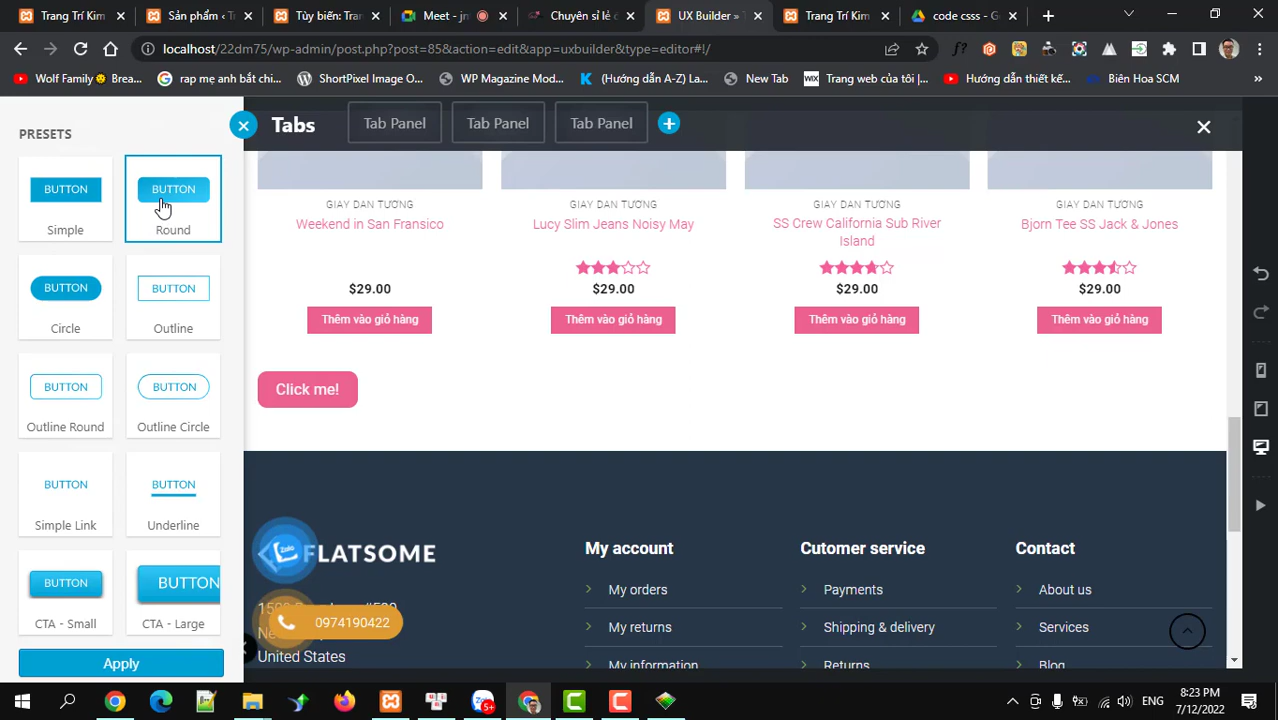 Trang Trí Kim
Sản phẩm ‹ Tr
Tùy biến: Trar
Meet - jm
Chuyên sỉ lẻ
UX Builder »
Trang Trí Kim
code csss - G
localhost/22dm75/wp-admin/post.php?post=85&action=edit&app=uxbuilder&type=editor#!/
Wolf Family Brea...
rạp mẹ anh bắt chi...
ShortPixel Image O...
WP Magazine Mod...
(Hướng dẫn A-Z) La...
New Tab
WIX
Trang web của tôi |...
Hướng dẫn thiết kế...
Biên Hoa SCM
»
PRESETS
Tabs
Tab Panel
Tab Panel
Tab Panel
BUTTON
BUTTON
Simple
Round
BUTTON
BUTTON
Circle
Outline
BUTTON
BUTTON
Outline Round
Outline Circle
BUTTON
BUTTON
Simple Link
Underline
BUTTON
BUTTON
CTA - Small
CTA - Large
Apply
GIAY DAN TUONG
GIAY DAN TUONG
GIAY DAN TUONG
GIAY DAN TUONG
Weekend in San Fransico
Lucy Slim Jeans Noisy May
SS Crew California Sub River Island
Bjorn Tee SS Jack & Jones
$29.00
$29.00
$29.00
$29.00
Thêm vào giỏ hàng
Thêm vào giỏ hàng
Thêm vào giỏ hàng
Thêm vào giỏ hàng
Click me!
Zalo
FLATSOME
0974190422
United States
My account
My orders
My returns
My information
Cutomer service
Payments
Shipping & delivery
Returns
Contact
About us
Services
Blog
5+
ENG
8:23 PM
7/12/2022